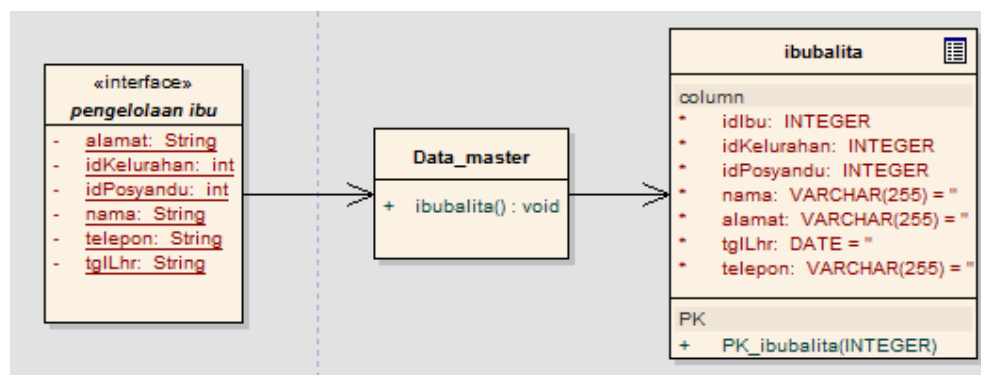 «interface»
pengelolaan ibu
- alamat: String
- idKelurahan: int
- idPosyandu: int
- nama: String
- telepon: String
- tglLhr: String
Data_master
+ ibubalita() : void
ibubalita
column
* idIbu: INTEGER
* idKelurahan: INTEGER
* idPosyandu: INTEGER
* nama: VARCHAR(255) = ''
* alamat: VARCHAR(255) = ''
* tglLhr: DATE = ''
* telepon: VARCHAR(255) = ''
PK
+ PK_ibubalita(INTEGER)